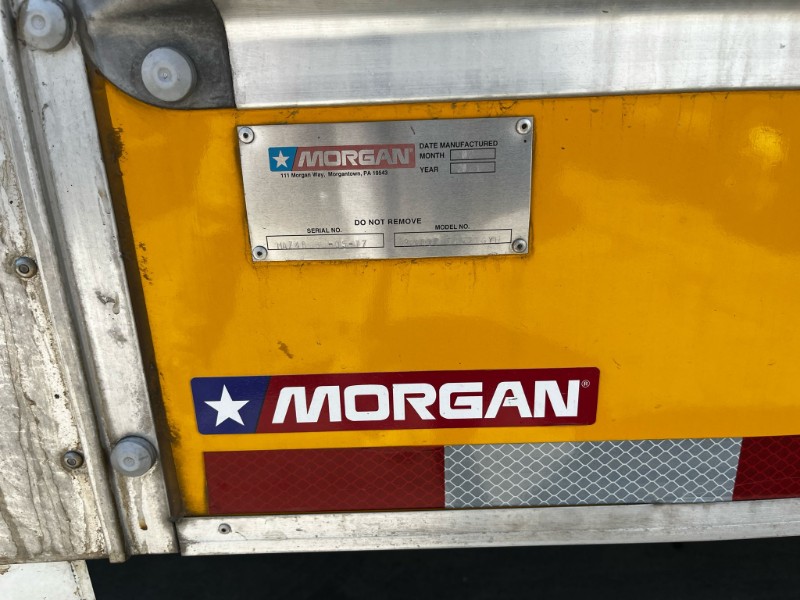 MORGAN®
111 Morgan Way, Morgantown, PA 19543
DATE MANUFACTURED
MONTH
YEAR
DO NOT REMOVE
SERIAL NO.
MODEL NO.
MORGAN®